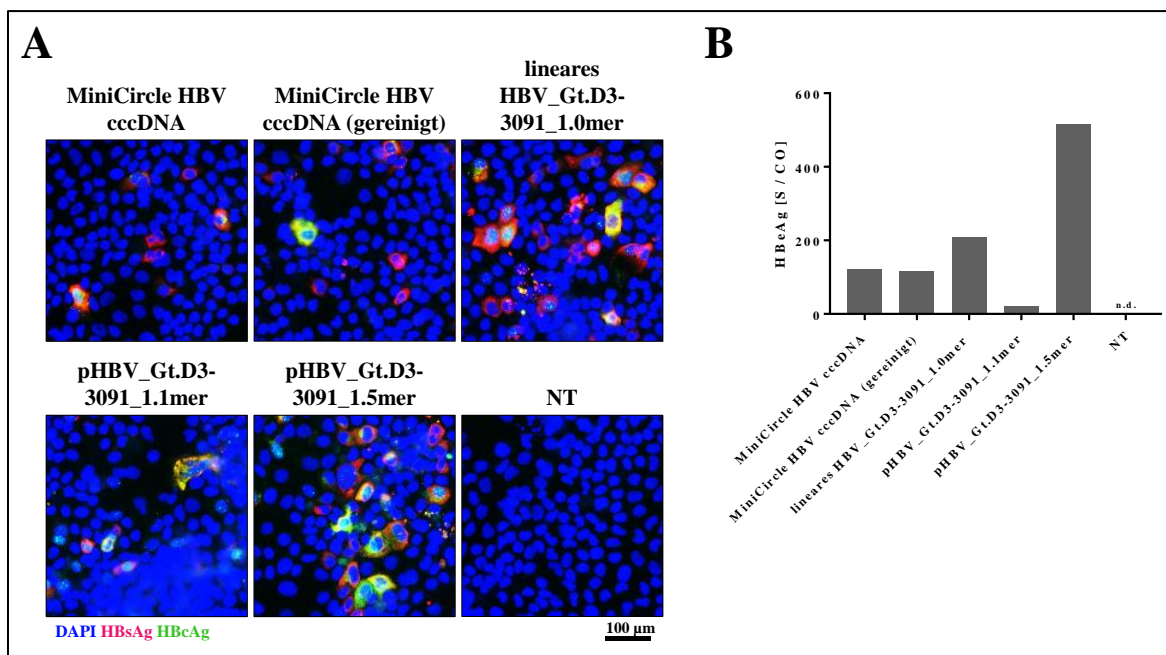 A
MiniCircle HBV
cccDNA
MiniCircle HBV
cccDNA (gereinigt)
lineares
HBV_Gt.D3-
3091_1.0mer
pHBV_Gt.D3-
3091_1.1mer
pHBV_Gt.D3-
3091_1.5mer
NT
DAPI HBsAg HBcAg
100 µm
B
HBeAg [S / CO]
600
400
200
0
n.d.
MiniCircle HBV cccDNA
MiniCircle HBV cccDNA (gereinigt)
lineares HBV_Gt.D3-3091_1.0mer
pHBV_Gt.D3-3091_1.1mer
pHBV_Gt.D3-3091_1.5mer
NT